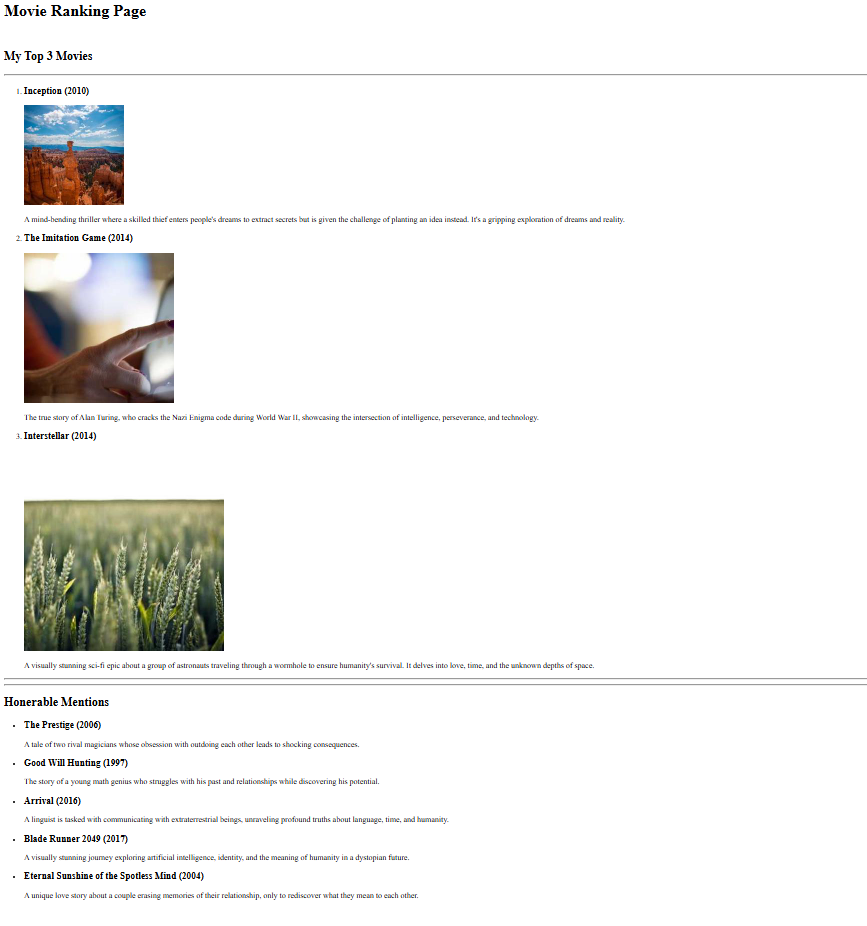 Movie Ranking Page
My Top 3 Movies
1. Inception (2010)
A mind-bending thriller where a skilled thief enters people's dreams to extract secrets but is given the challenge of planting an idea instead. It's a gripping exploration of dreams and reality.
2. The Imitation Game (2014)
The true story of Alan Turing, who cracks the Nazi Enigma code during World War II, showcasing the intersection of intelligence, perseverance, and technology.
3. Interstellar (2014)
A visually stunning sci-fi epic about a group of astronauts traveling through a wormhole to ensure humanity's survival. It delves into love, time, and the unknown depths of space.
Honerable Mentions
• The Prestige (2006)
A tale of two rival magicians whose obsession with outdoing each other leads to shocking consequences.
• Good Will Hunting (1997)
The story of a young math genius who struggles with his past and relationships while discovering his potential.
• Arrival (2016)
A linguist is tasked with communicating with extraterrestrial beings, unraveling profound truths about language, time, and humanity.
• Blade Runner 2049 (2017)
A visually stunning journey exploring artificial intelligence, identity, and the meaning of humanity in a dystopian future.
• Eternal Sunshine of the Spotless Mind (2004)
A unique love story about a couple erasing memories of their relationship, only to rediscover what they mean to each other.